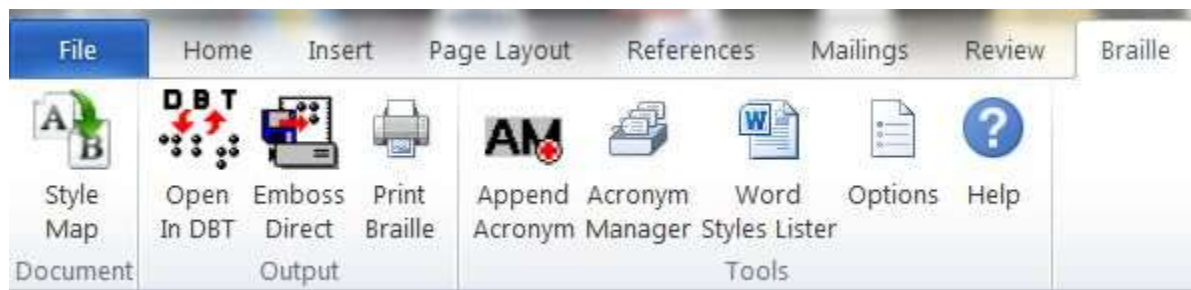 File Home Insert Page Layout References Mailings Review Braille
A B
DBT
AM
W
?
Style Open Emboss Print Append Acronym Word Options Help
Map In DBT Direct Braille Acronym Manager Styles Lister
Document Output Tools